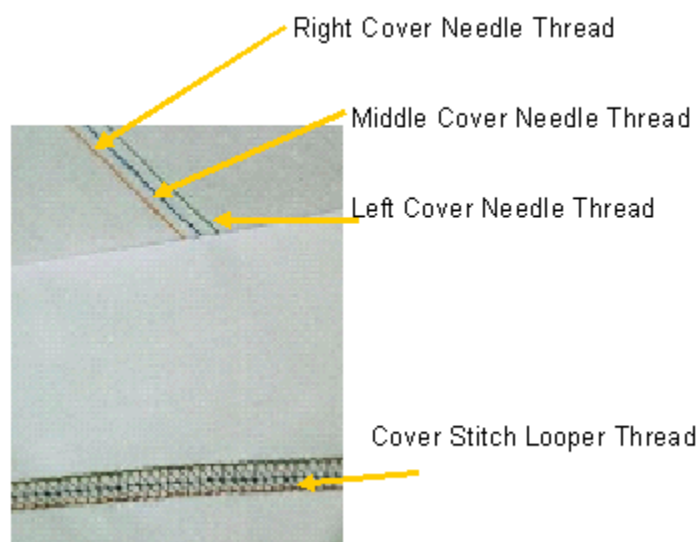 Right Cover Needle Thread
Middle Cover Needle Thread
Left Cover Needle Thread
Cover Stitch Looper Thread